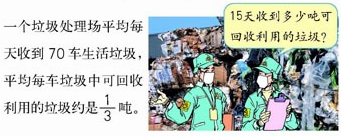 一个垃圾处理场平均每
天收到 70 车生活垃圾，
平均每车垃圾中可回收
利用的垃圾约是1/3吨。
15天收到多少吨可
回收利用的垃圾？